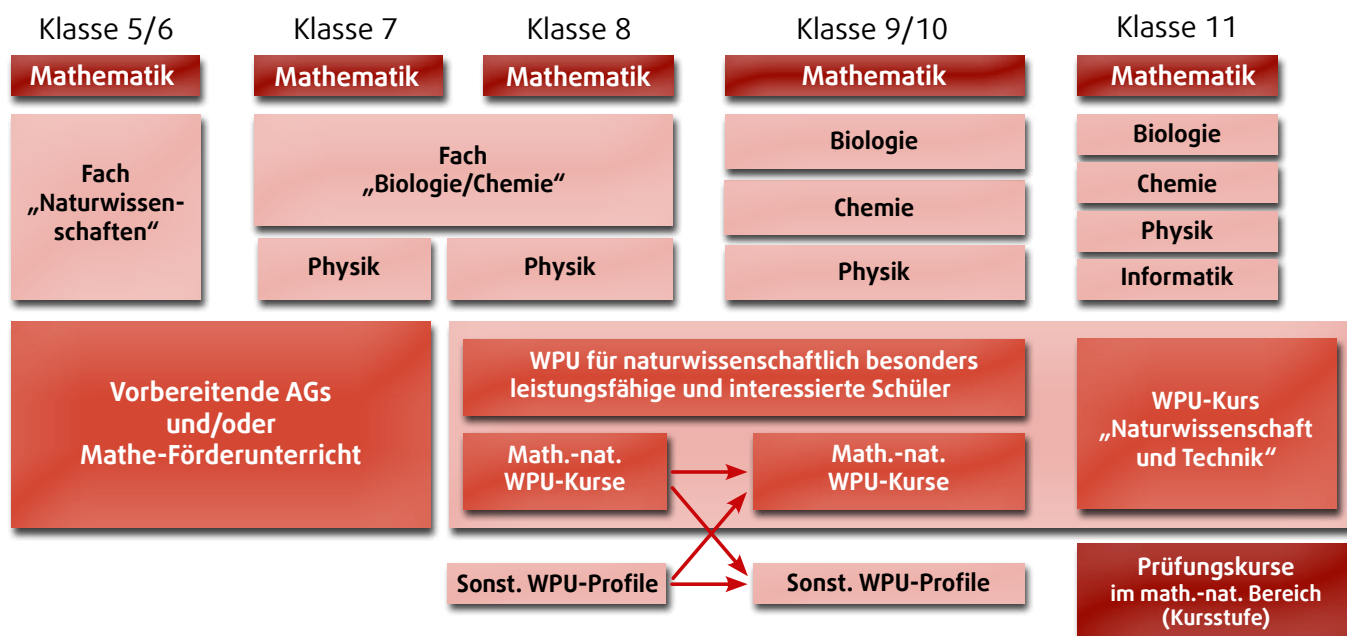 Klasse 5/6
Klasse 7
Klasse 8
Klasse 9/10
Klasse 11
Mathematik
Mathematik
Mathematik
Mathematik
Mathematik
Fach
„Naturwissen-
schaften“
Fach
„Biologie/Chemie“
Physik
Physik
Biologie
Chemie
Physik
Biologie
Chemie
Physik
Informatik
Vorbereitende AGs
und/oder
Mathe-Förderunterricht
WPU für naturwissenschaftlich besonders
leistungsfähige und interessierte Schüler
Math.-nat.
WPU-Kurse
Math.-nat.
WPU-Kurse
WPU-Kurs
„Naturwissenschaft
und Technik“
Sonst. WPU-Profile
Sonst. WPU-Profile
Prüfungskurse
im math.-nat. Bereich
(Kursstufe)